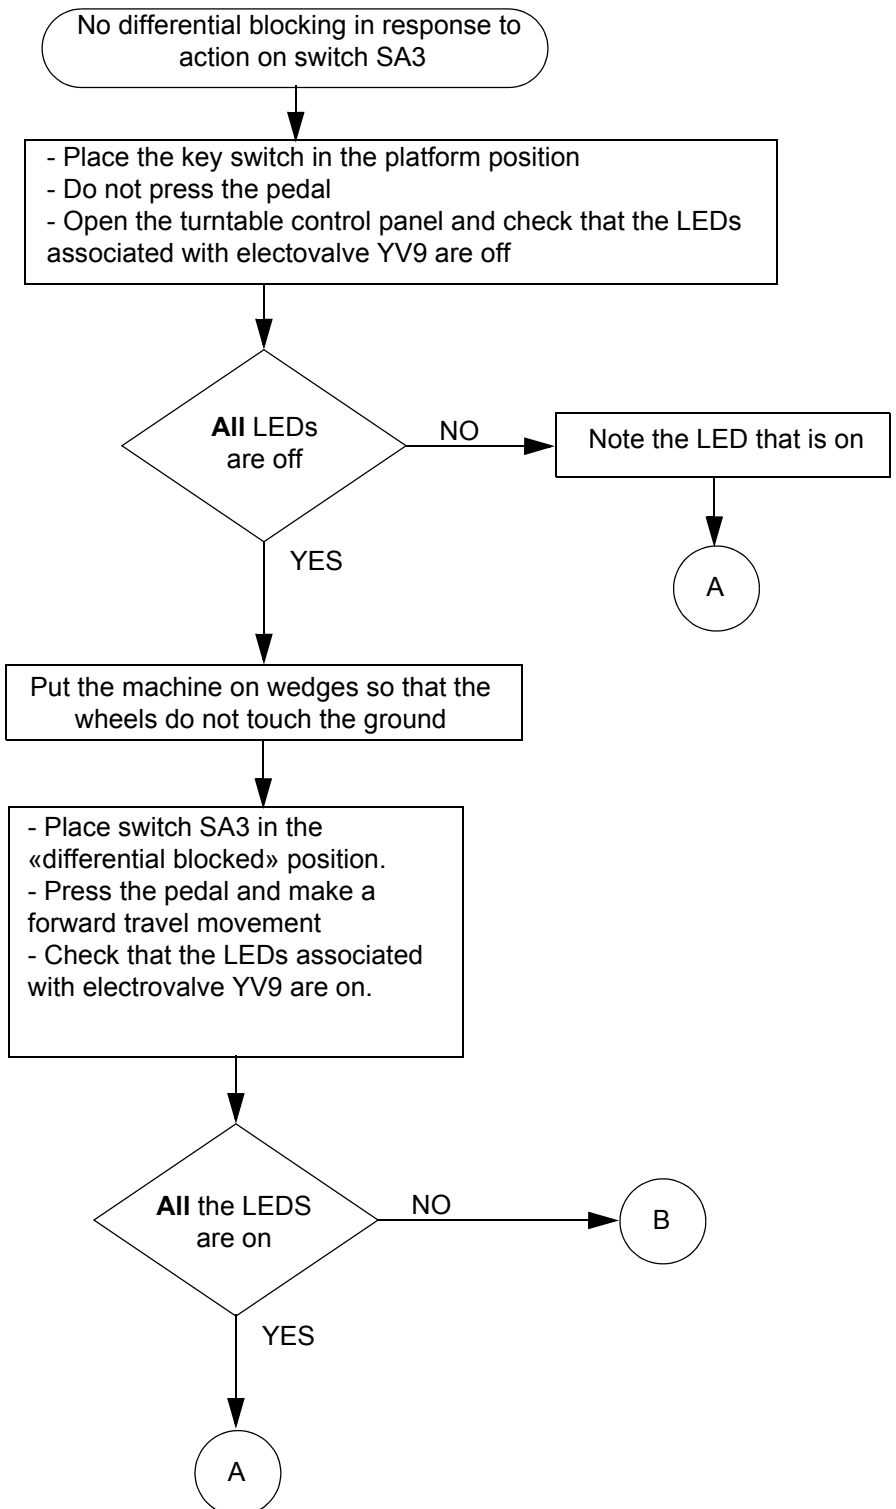 No differential blocking in response to
action on switch SA3
- Place the key switch in the platform position
- Do not press the pedal
- Open the turntable control panel and check that the LEDs
associated with electovalve YV9 are off
All LEDs
are off
NO
Note the LED that is on
YES
A
Put the machine on wedges so that the
wheels do not touch the ground
- Place switch SA3 in the
«differential blocked» position.
- Press the pedal and make a
forward travel movement
- Check that the LEDs associated
with electrovalve YV9 are on.
All the LEDS
are on
NO
B
YES
A